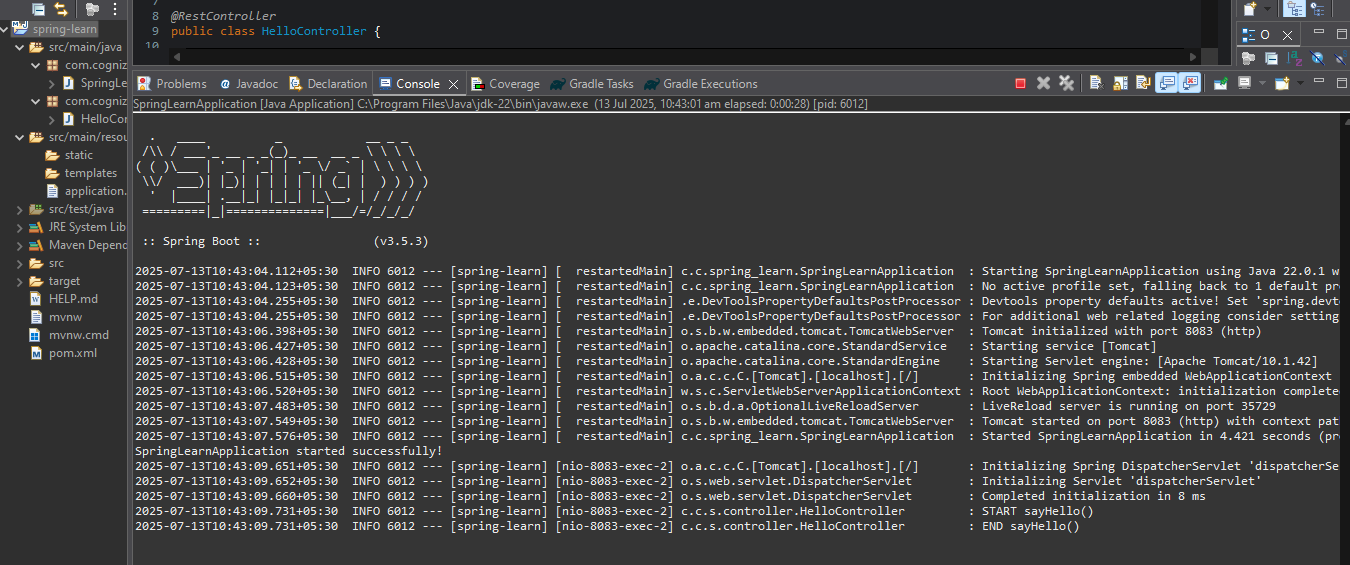 spring-learn
src/main/java
com.cogniz
SpringLe
com.cogniz
HelloCon
src/main/resou
static
templates
application.
src/test/java
JRE System Lib
Maven Depend
src
target
HELP.md
mvnw
mvnw.cmd
pom.xml
7
8 @RestController
9 public class HelloController {
10
O
Problems Javadoc Declaration Console Coverage Gradle Tasks Gradle Executions
SpringLearnApplication [Java Application] C:\Program Files\Java\jdk-22\bin\javaw.exe (13 Jul 2025, 10:43:01 am elapsed: 0:00:28) [pid: 6012]
Spring
:: Spring Boot :: (v3.5.3)
2025-07-13T10:43:04.112+05:30 INFO 6012 --- [spring-learn] [ restartedMain] c.c.spring_learn.SpringLearnApplication : Starting SpringLearnApplication using Java 22.0.1 w
2025-07-13T10:43:04.123+05:30 INFO 6012 --- [spring-learn] [ restartedMain] c.c.spring_learn.SpringLearnApplication : No active profile set, falling back to 1 default pr
2025-07-13T10:43:04.255+05:30 INFO 6012 --- [spring-learn] [ restartedMain] .e.DevToolsPropertyDefaultsPostProcessor : Devtools property defaults active! Set 'spring.devt
2025-07-13T10:43:04.255+05:30 INFO 6012 --- [spring-learn] [ restartedMain] .e.DevToolsPropertyDefaultsPostProcessor : For additional web related logging consider setting
2025-07-13T10:43:06.398+05:30 INFO 6012 --- [spring-learn] [ restartedMain] o.s.b.w.embedded.tomcat.TomcatWebServer : Tomcat initialized with port 8083 (http)
2025-07-13T10:43:06.427+05:30 INFO 6012 --- [spring-learn] [ restartedMain] o.apache.catalina.core.StandardService : Starting service [Tomcat]
2025-07-13T10:43:06.428+05:30 INFO 6012 --- [spring-learn] [ restartedMain] o.apache.catalina.core.StandardEngine : Starting Servlet engine: [Apache Tomcat/10.1.42]
2025-07-13T10:43:06.515+05:30 INFO 6012 --- [spring-learn] [ restartedMain] o.a.c.c.C.[Tomcat].[localhost].[/] : Initializing Spring embedded WebApplicationContext
2025-07-13T10:43:06.520+05:30 INFO 6012 --- [spring-learn] [ restartedMain] w.s.c.ServletWebServerApplicationContext : Root WebApplicationContext: initialization complete
2025-07-13T10:43:07.483+05:30 INFO 6012 --- [spring-learn] [ restartedMain] o.s.b.d.a.OptionalLiveReloadServer : LiveReload server is running on port 35729
2025-07-13T10:43:07.549+05:30 INFO 6012 --- [spring-learn] [ restartedMain] o.s.b.w.embedded.tomcat.TomcatWebServer : Tomcat started on port 8083 (http) with context pat
2025-07-13T10:43:07.576+05:30 INFO 6012 --- [spring-learn] [ restartedMain] c.c.spring_learn.SpringLearnApplication : Started SpringLearnApplication in 4.421 seconds (pro
SpringLearnApplication started successfully!
2025-07-13T10:43:09.651+05:30 INFO 6012 --- [spring-learn] [nio-8083-exec-2] o.a.c.c.C.[Tomcat].[localhost].[/] : Initializing Spring DispatcherServlet 'dispatcherSe
2025-07-13T10:43:09.652+05:30 INFO 6012 --- [spring-learn] [nio-8083-exec-2] o.s.web.servlet.DispatcherServlet : Initializing Servlet 'dispatcherServlet'
2025-07-13T10:43:09.660+05:30 INFO 6012 --- [spring-learn] [nio-8083-exec-2] o.s.web.servlet.DispatcherServlet : Completed initialization in 8 ms
2025-07-13T10:43:09.731+05:30 INFO 6012 --- [spring-learn] [nio-8083-exec-2] c.c.s.controller.HelloController : START sayHello()
2025-07-13T10:43:09.731+05:30 INFO 6012 --- [spring-learn] [nio-8083-exec-2] c.c.s.controller.HelloController : END sayHello()